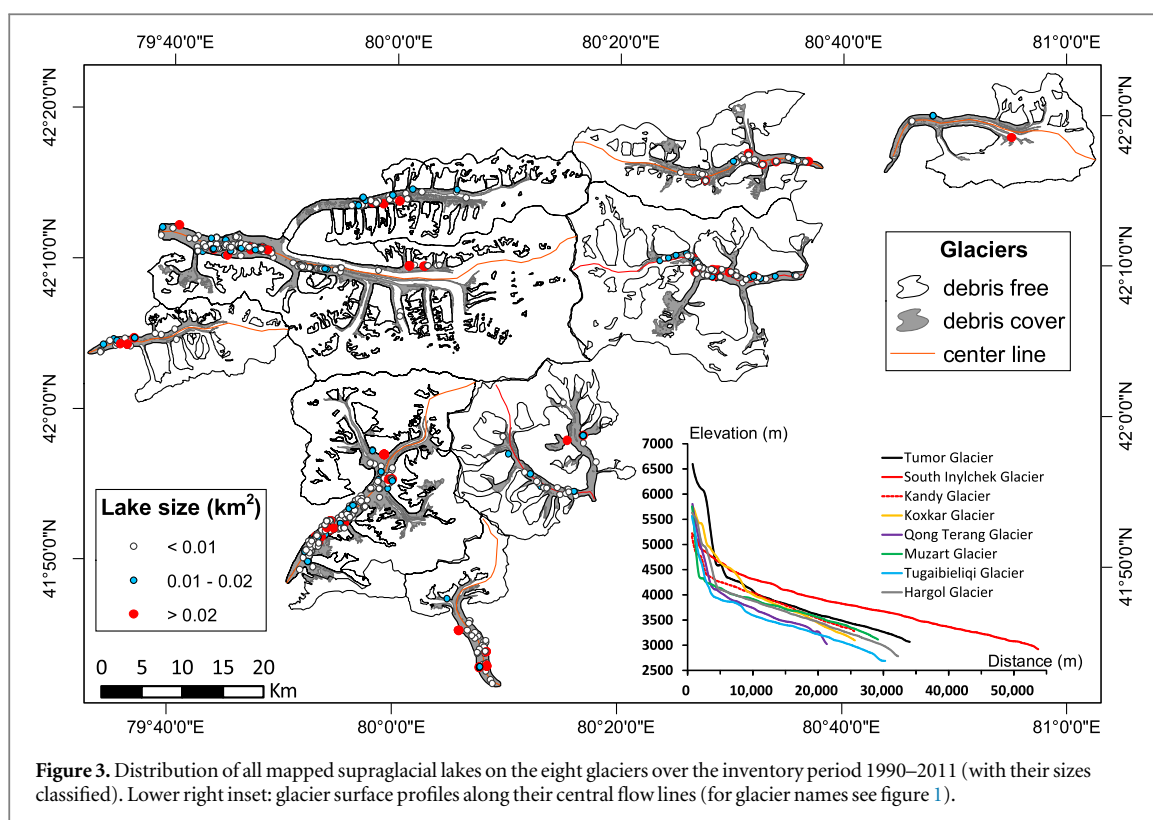 79°40'0"E 80°0'0"E 80°20'0"E 80°40'0"E 81°0'0"E
42°20'0"N 42°20'0"N
42°10'0"N 42°10'0"N
42°0'0"N 42°0'0"N
41°50'0"N 41°50'0"N
Glaciers
debris free
debris cover
center line
Lake size (km²)
< 0.01
0.01 - 0.02
> 0.02
0 4 8 12 16 20
Km
Elevation (m)
7000
6500
6000
5500
5000
4500
4000
3500
3000
2500
0 10,000 20,000 30,000 40,000 50,000
Distance (m)
Tumor Glacier
South Inylchek Glacier
Kandy Glacier
Koxkar Glacier
Qong Terang Glacier
Muzart Glacier
Tugaibieliqi Glacier
Hargol Glacier
79°40'0"E 80°0'0"E 80°20'0"E 80°40'0"E 81°0'0"E
Figure 3. Distribution of all mapped supraglacial lakes on the eight glaciers over the inventory period 1990–2011 (with their sizes
classified). Lower right inset: glacier surface profiles along their central flow lines (for glacier names see figure 1).